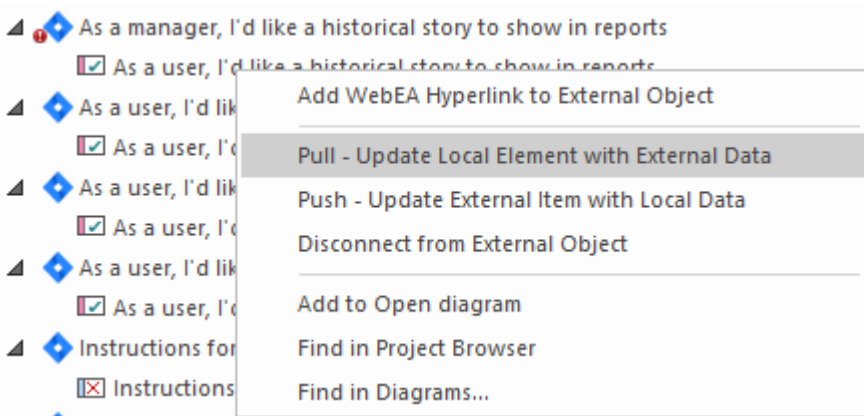 As a manager, I'd like a historical story to show in reports
As a user, I'd like a historical story to show in reports
Add WebEA Hyperlink to External Object
As a user, I'd lik
As a user, I'd
Pull - Update Local Element with External Data
As a user, I'd lik
Push - Update External Item with Local Data
As a user, I'd
Disconnect from External Object
As a user, I'd lik
As a user, I'd
Add to Open diagram
Instructions for
Find in Project Browser
Instructions
Find in Diagrams...